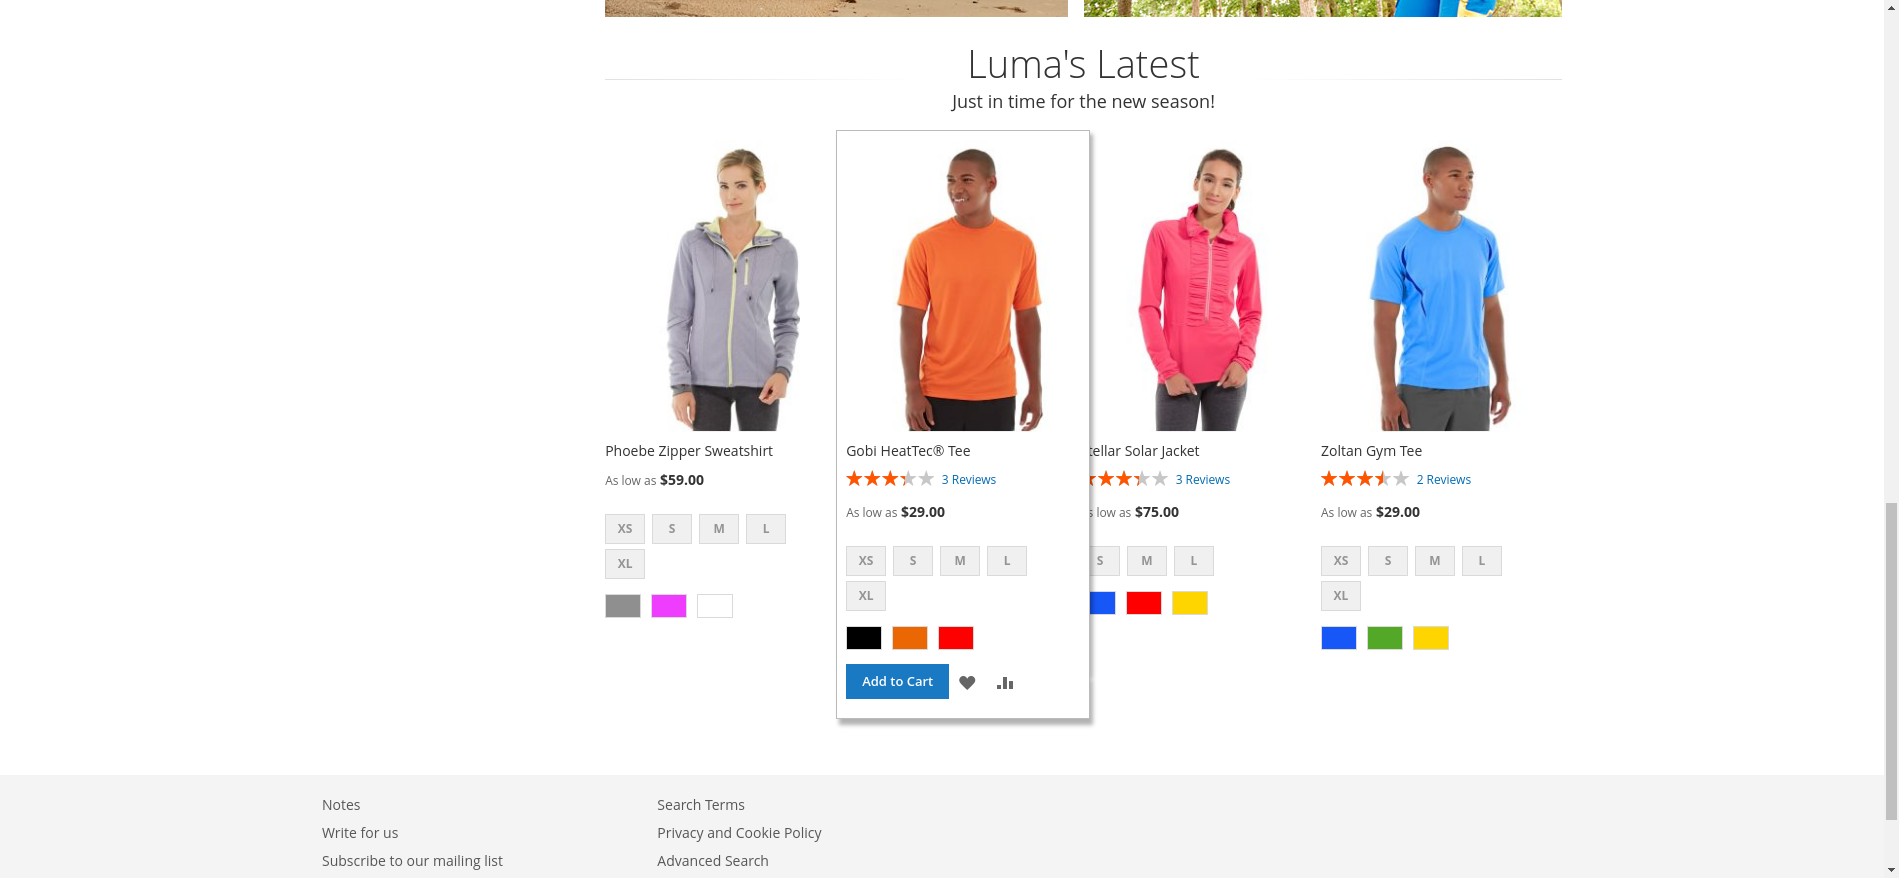 Luma's Latest
Just in time for the new season!
Phoebe Zipper Sweatshirt
As low as $59.00
XS S M L
XL
Gobi HeatTec® Tee
3 Reviews
As low as $29.00
XS S M L
XL
Add to Cart
tellar Solar Jacket
3 Reviews
s low as $75.00
S M L
Zoltan Gym Tee
2 Reviews
As low as $29.00
XS S M L
XL
Notes
Write for us
Subscribe to our mailing list
Search Terms
Privacy and Cookie Policy
Advanced Search